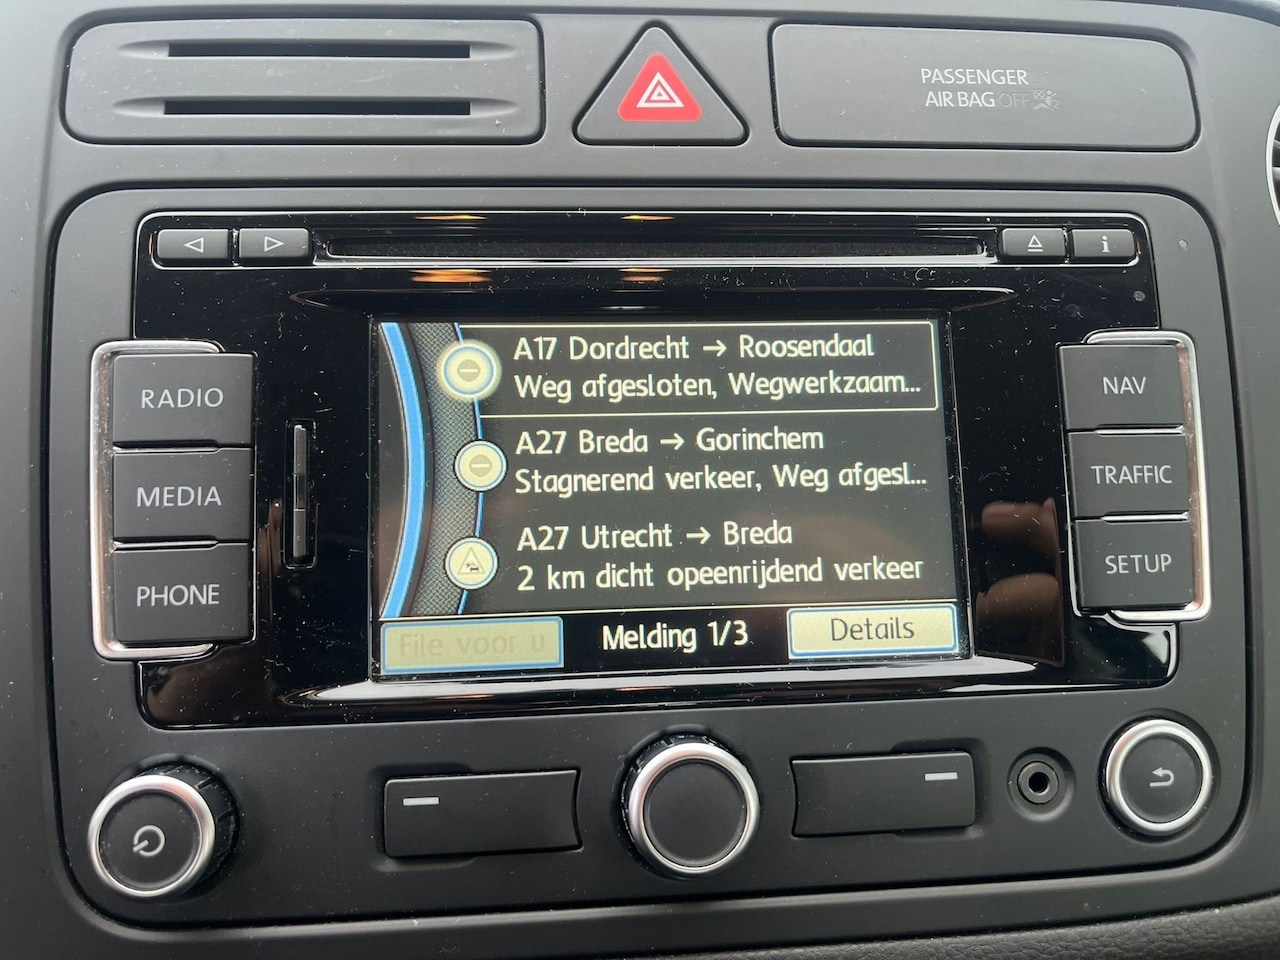 PASSENGER
AIR BAG OFF
i
RADIO
MEDIA
PHONE
A17 Dordrecht → Roosendaal
Weg afgesloten, Wegwerkzaam...
A27 Breda → Gorinchem
Stagnerend verkeer, Weg afgesl...
A27 Utrecht → Breda
2 km dicht opeenrijdend verkeer
File voor u
Melding 1/3
Details
NAV
TRAFFIC
SETUP